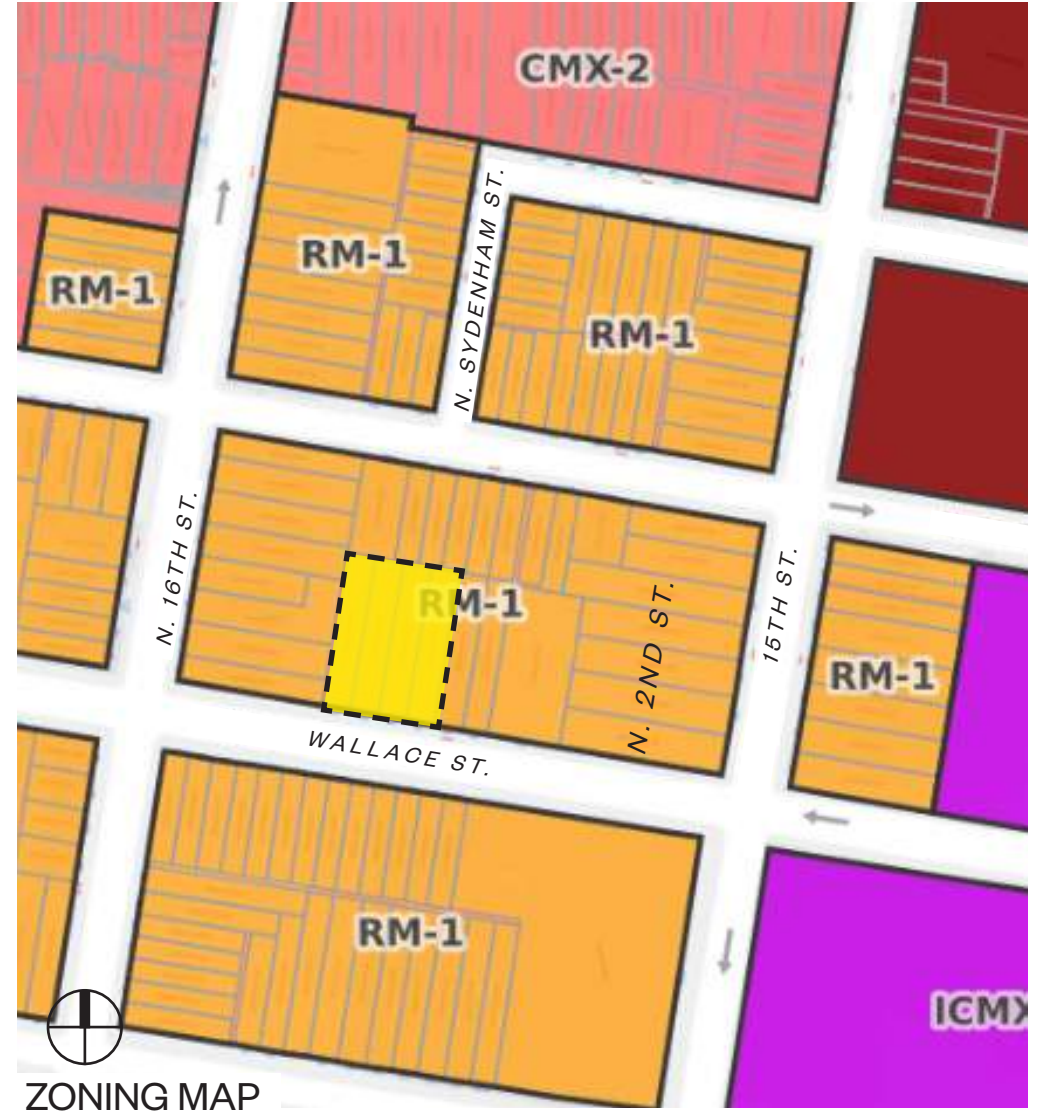 CMX-2
RM-1
RM-1
RM-1
N. SYDENHAM ST.
N. 16TH ST.
RM-1
N. 2ND ST.
15TH ST.
RM-1
WALLACE ST.
RM-1
ICMX
ZONING MAP